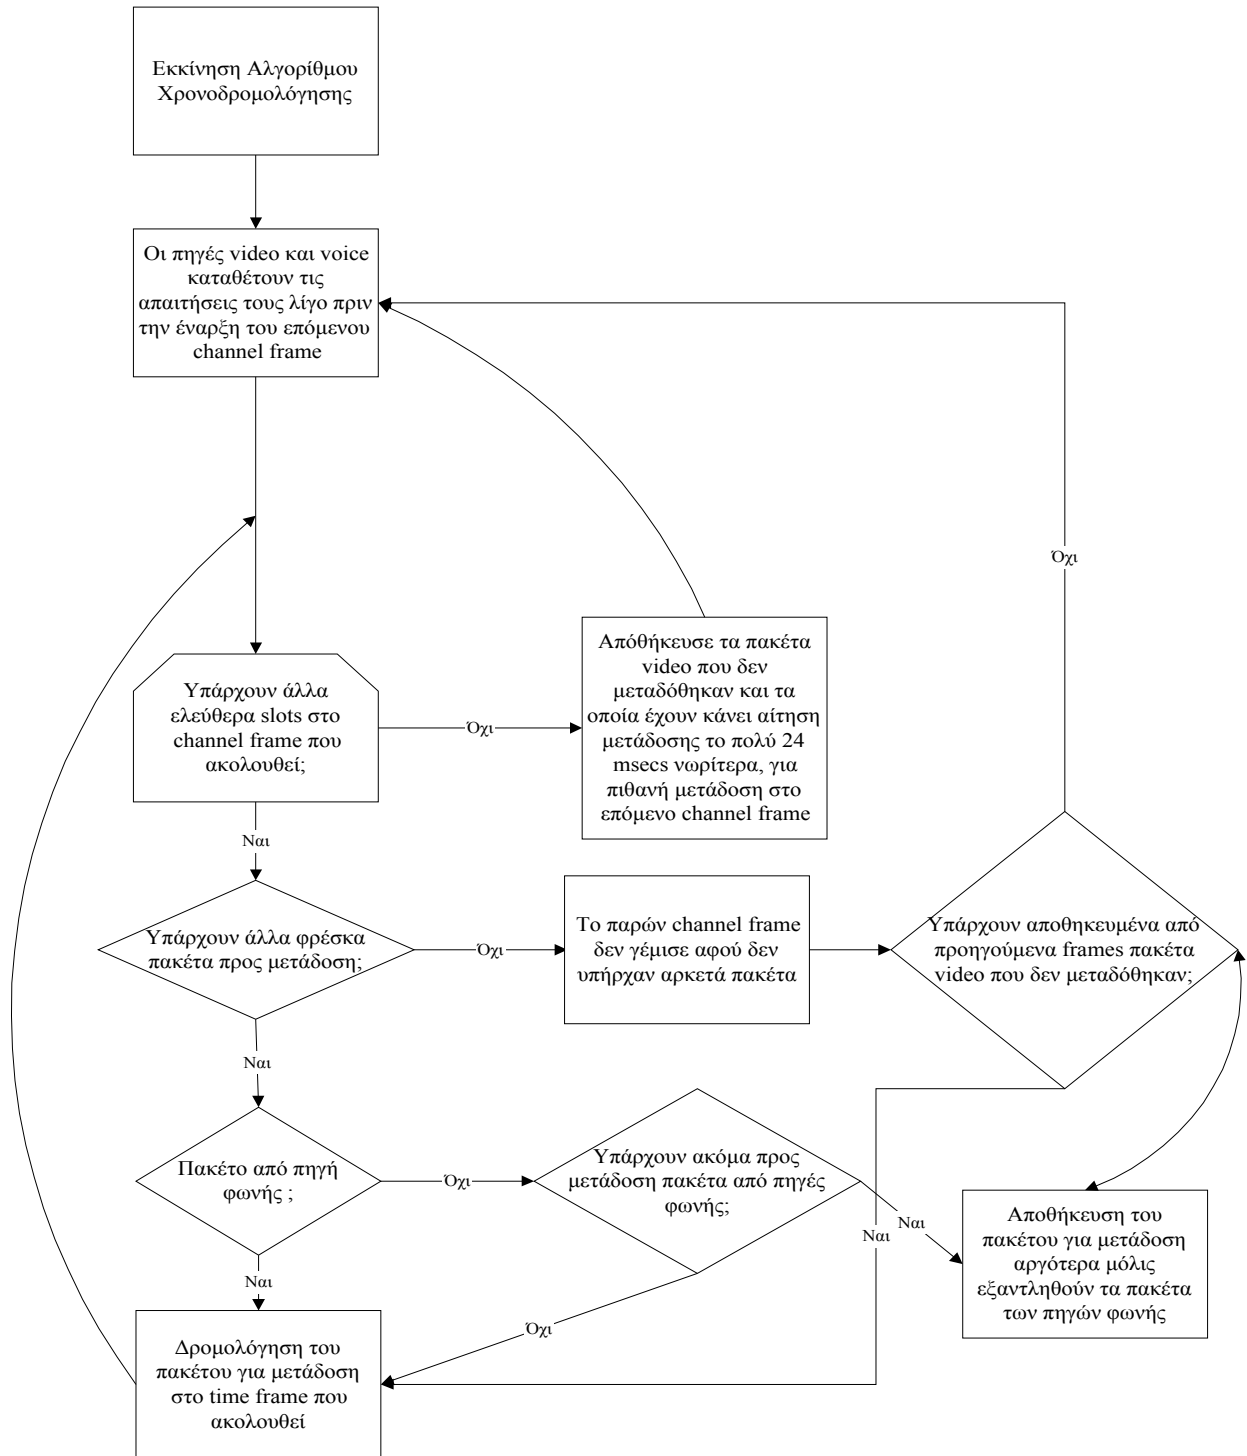 Εκκίνηση Αλγορίθμου
Χρονοδρομολόγησης
Οι πηγές video και voice
καταθέτουν τις
απαιτήσεις τους λίγο πριν
την έναρξη του επόμενου
channel frame
Όχι
Απόθήκευσε τα πακέτα
video που δεν
μεταδόθηκαν και τα
οποία έχουν κάνει αίτηση
μετάδοσης το πολύ 24
msecs νωρίτερα, για
πιθανή μετάδοση στο
επόμενο channel frame
Υπάρχουν άλλα
ελεύθερα slots στο
channel frame που
ακολουθεί;
Όχι
Ναι
Υπάρχουν άλλα φρέσκα
πακέτα προς μετάδοση;
Όχι
Το παρών channel frame
δεν γέμισε αφού δεν
υπήρχαν αρκετά πακέτα
Υπάρχουν αποθηκευμένα από
προηγούμενα frames πακέτα
video που δεν μεταδόθηκαν;
Ναι
Πακέτο από πηγή
φωνής ;
Όχι
Υπάρχουν ακόμα προς
μετάδοση πακέτα από πηγές
φωνής;
Ναι
Ναι
Αποθήκευση του
πακέτου για μετάδοση
αργότερα μόλις
εξαντληθούν τα πακέτα
των πηγών φωνής
Ναι
Όχι
Δρομολόγηση του
πακέτου για μετάδοση
στο time frame που
ακολουθεί